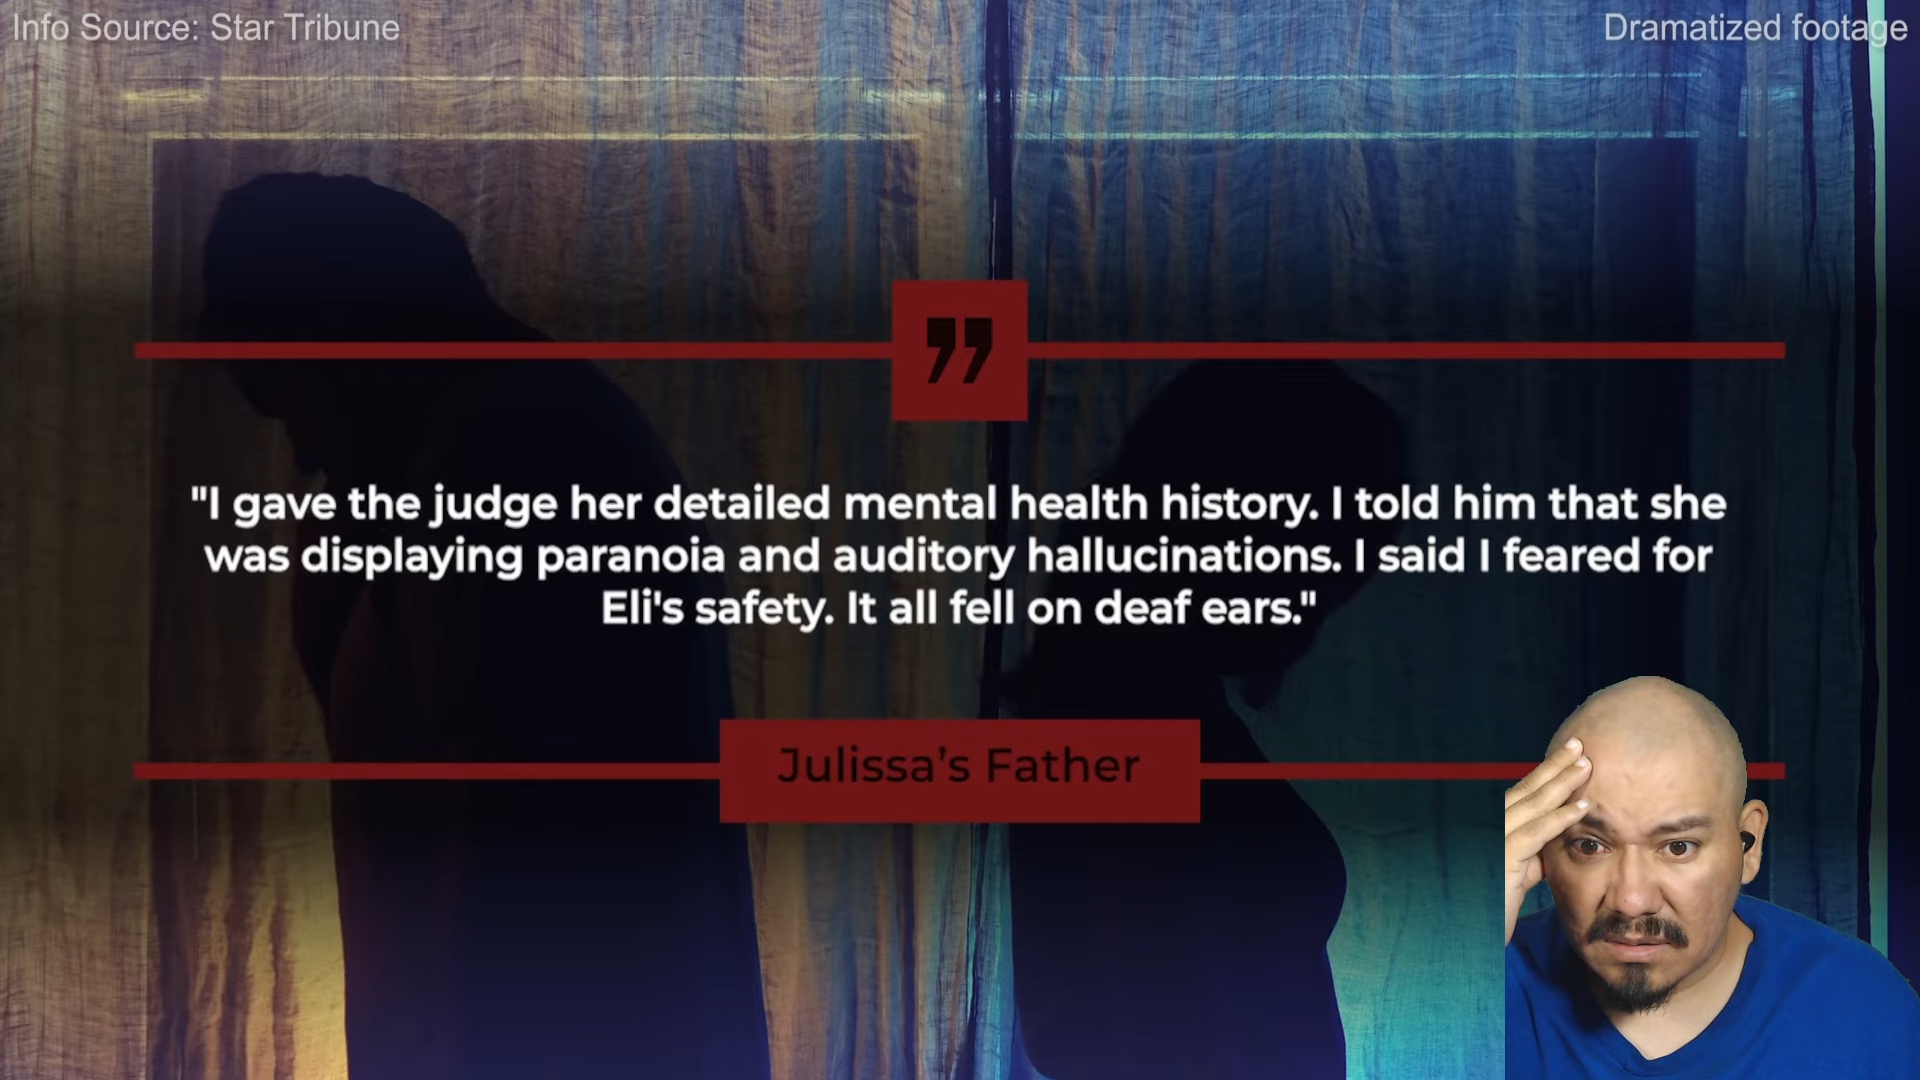 Info Source: Star Tribune
Dramatized footage
”
"I gave the judge her detailed mental health history. I told him that she
was displaying paranoia and auditory hallucinations. I said I feared for
Eli's safety. It all fell on deaf ears."
Julissa’s Father